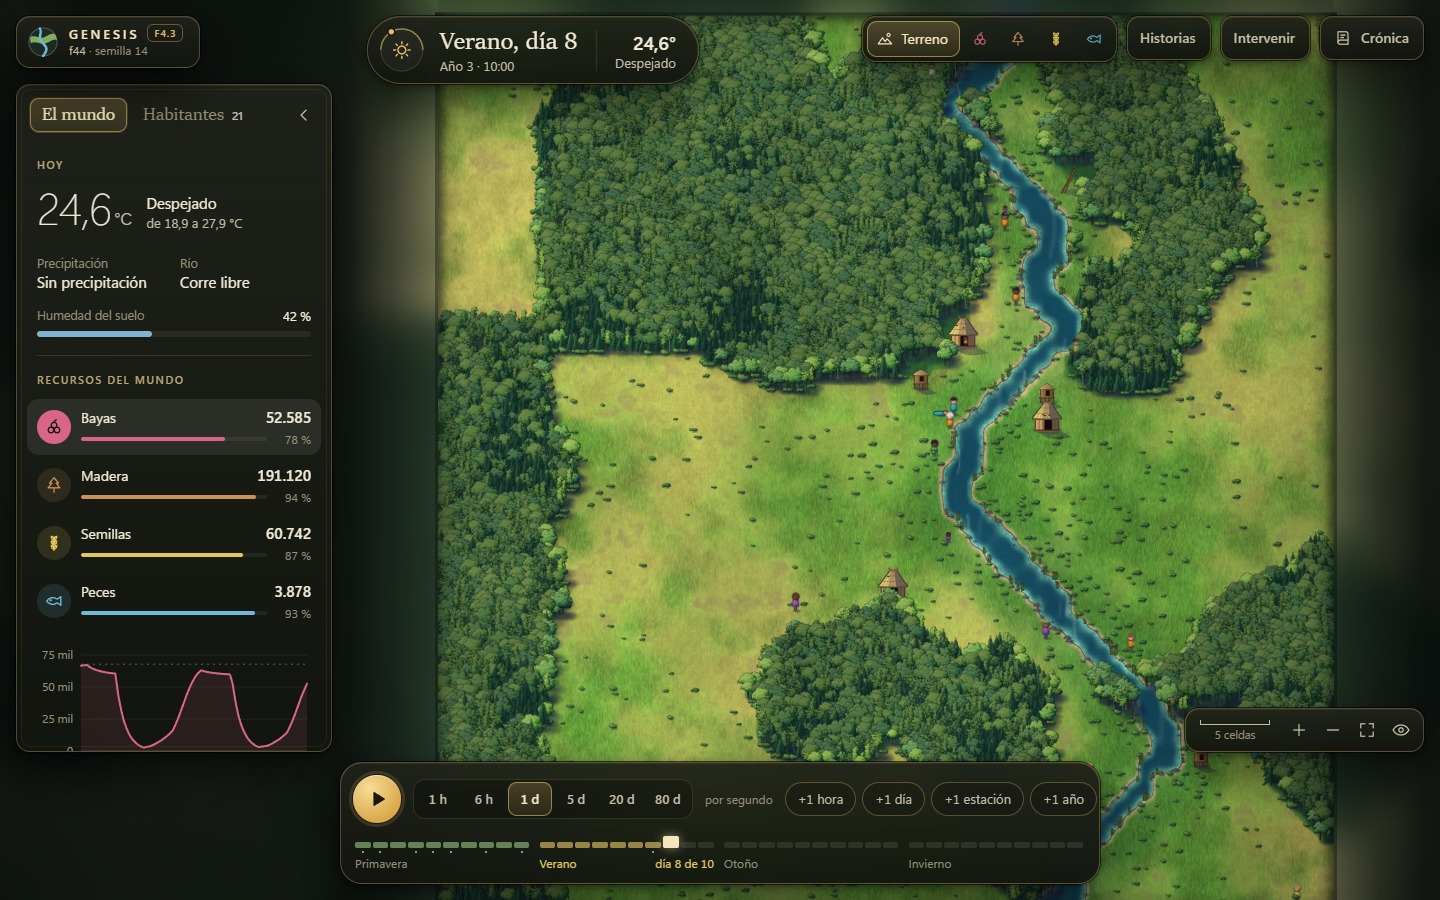 GENESIS F4.3
f44 · semilla 14
Verano, día 8
Año 3 · 10:00
24,6°
Despejado
Terreno
Historias
Intervenir
Crónica
El mundo
Habitantes 21
HOY
24,6 °C
Despejado
de 18,9 a 27,9 °C
Precipitación
Sin precipitación
Río
Corre libre
Humedad del suelo 42 %
RECURSOS DEL MUNDO
Bayas 52.585
78 %
Madera 191.120
94 %
Semillas 60.742
87 %
Peces 3.878
93 %
75 mil
50 mil
25 mil
0
5 celdas
1 h 6 h 1 d 5 d 20 d 80 d por segundo +1 hora +1 día +1 estación +1 año
Primavera Verano día 8 de 10 Otoño Invierno